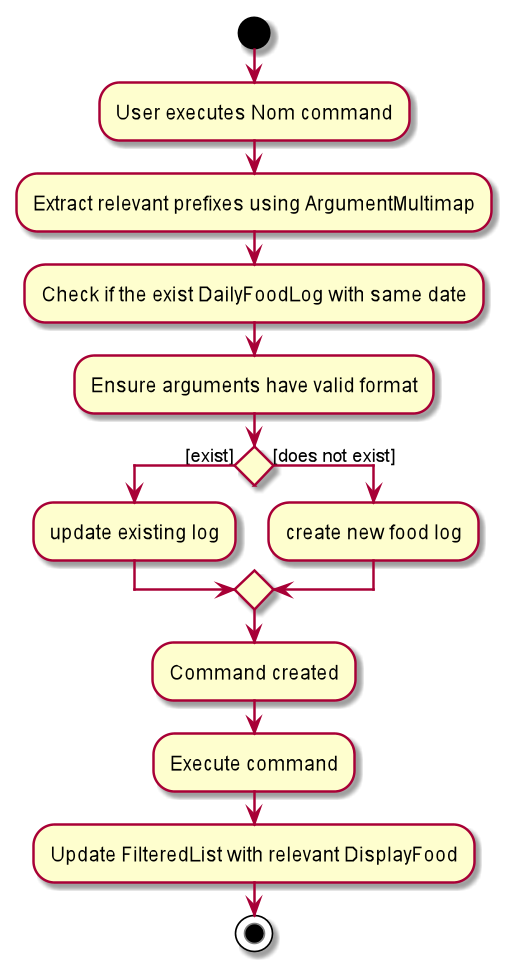 User executes Nom command
Extract relevant prefixes using ArgumentMultimap
Check if the exist DailyFoodLog with same date
Ensure arguments have valid format
[exist]
[does not exist]
update existing log
create new food log
Command created
Execute command
Update FilteredList with relevant DisplayFood